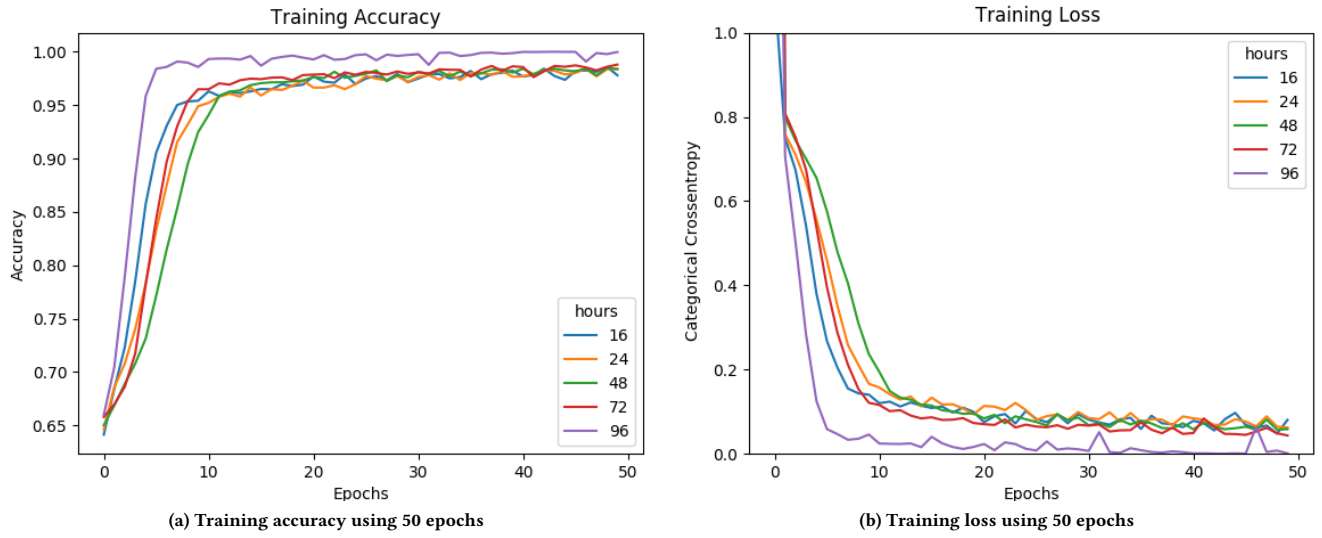 Training Accuracy
1.00
0.95
0.90
0.85
0.80
0.75
0.70
0.65
Accuracy
hours
16
24
48
72
96
0 10 20 30 40 50
Epochs
(a) Training accuracy using 50 epochs
Training Loss
1.0
0.8
0.6
0.4
0.2
0.0
Categorical Crossentropy
hours
16
24
48
72
96
0 10 20 30 40 50
Epochs
(b) Training loss using 50 epochs